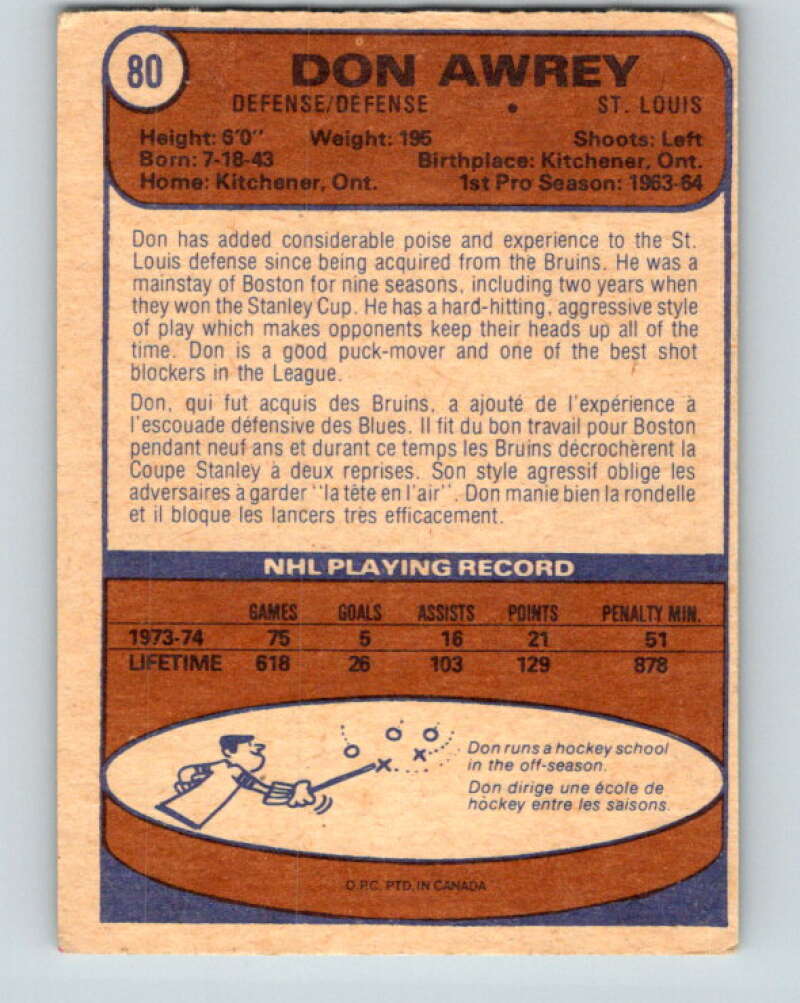 80
DON AWREY
DEFENSE/DEFENSE • ST. LOUIS
Height: 6'0" Weight: 195 Shoots: Left
Born: 7-18-43 Birthplace: Kitchener, Ont.
Home: Kitchener, Ont. 1st Pro Season: 1963-64
Don has added considerable poise and experience to the St.
Louis defense since being acquired from the Bruins. He was a
mainstay of Boston for nine seasons, including two years when
they won the Stanley Cup. He has a hard-hitting, aggressive style
of play which makes opponents keep their heads up all of the
time. Don is a good puck-mover and one of the best shot
blockers in the League.
Don, qui fut acquis des Bruins, a ajouté de l'expérience à
l'escouade défensive des Blues. Il fit du bon travail pour Boston
pendant neuf ans et durant ce temps les Bruins décrochèrent la
Coupe Stanley à deux reprises. Son style agressif oblige les
adversaires à garder "la tête en l'air". Don manie bien la rondelle
et il bloque les lancers très efficacement.
NHL PLAYING RECORD
GAMES GOALS ASSISTS POINTS PENALTY MIN.
1973-74 75 5 16 21 51
LIFETIME 618 26 103 129 878
Don runs a hockey school
in the off-season.
Don dirige une école de
hockey entre les saisons.
O.P.C. PTD. IN CANADA